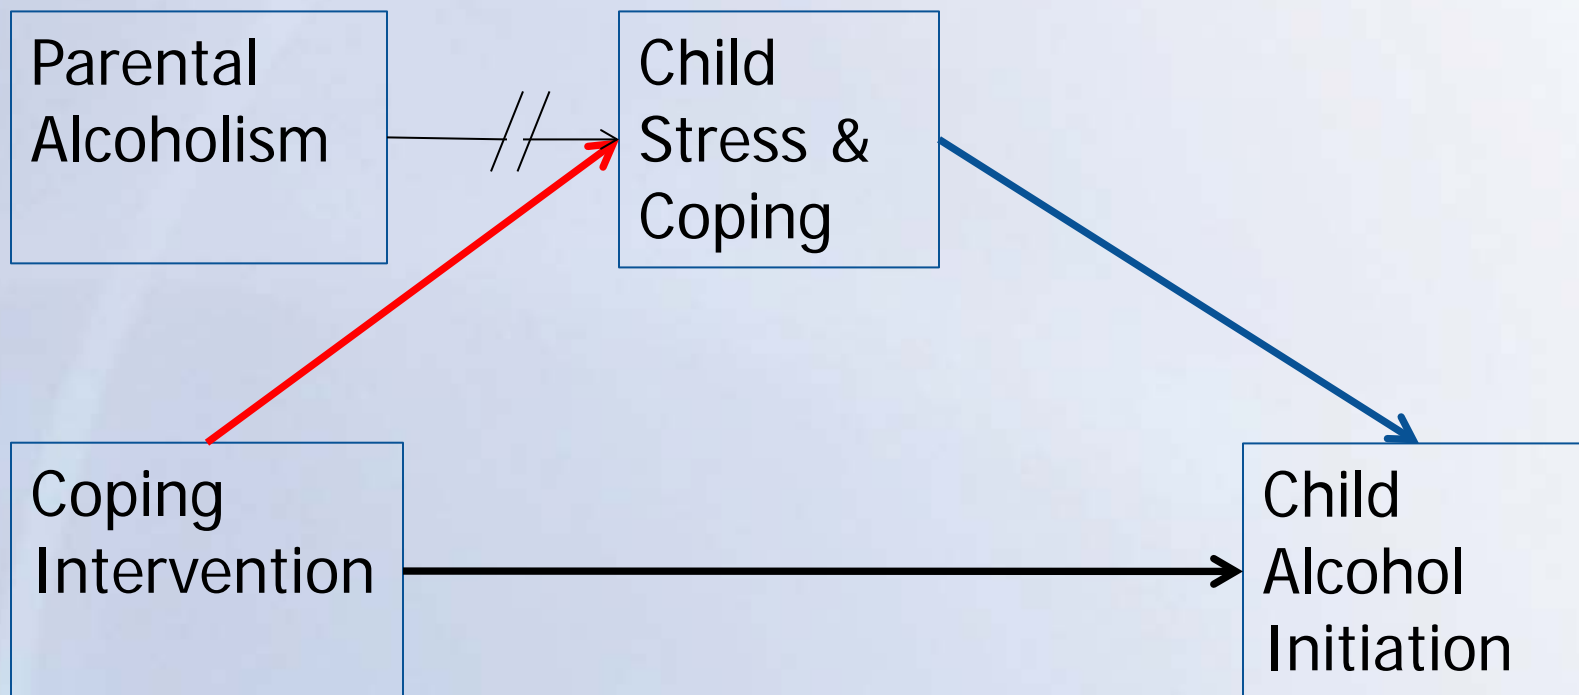 Parental
Alcoholism
Child
Stress &
Coping
Coping
Intervention
Child
Alcohol
Initiation